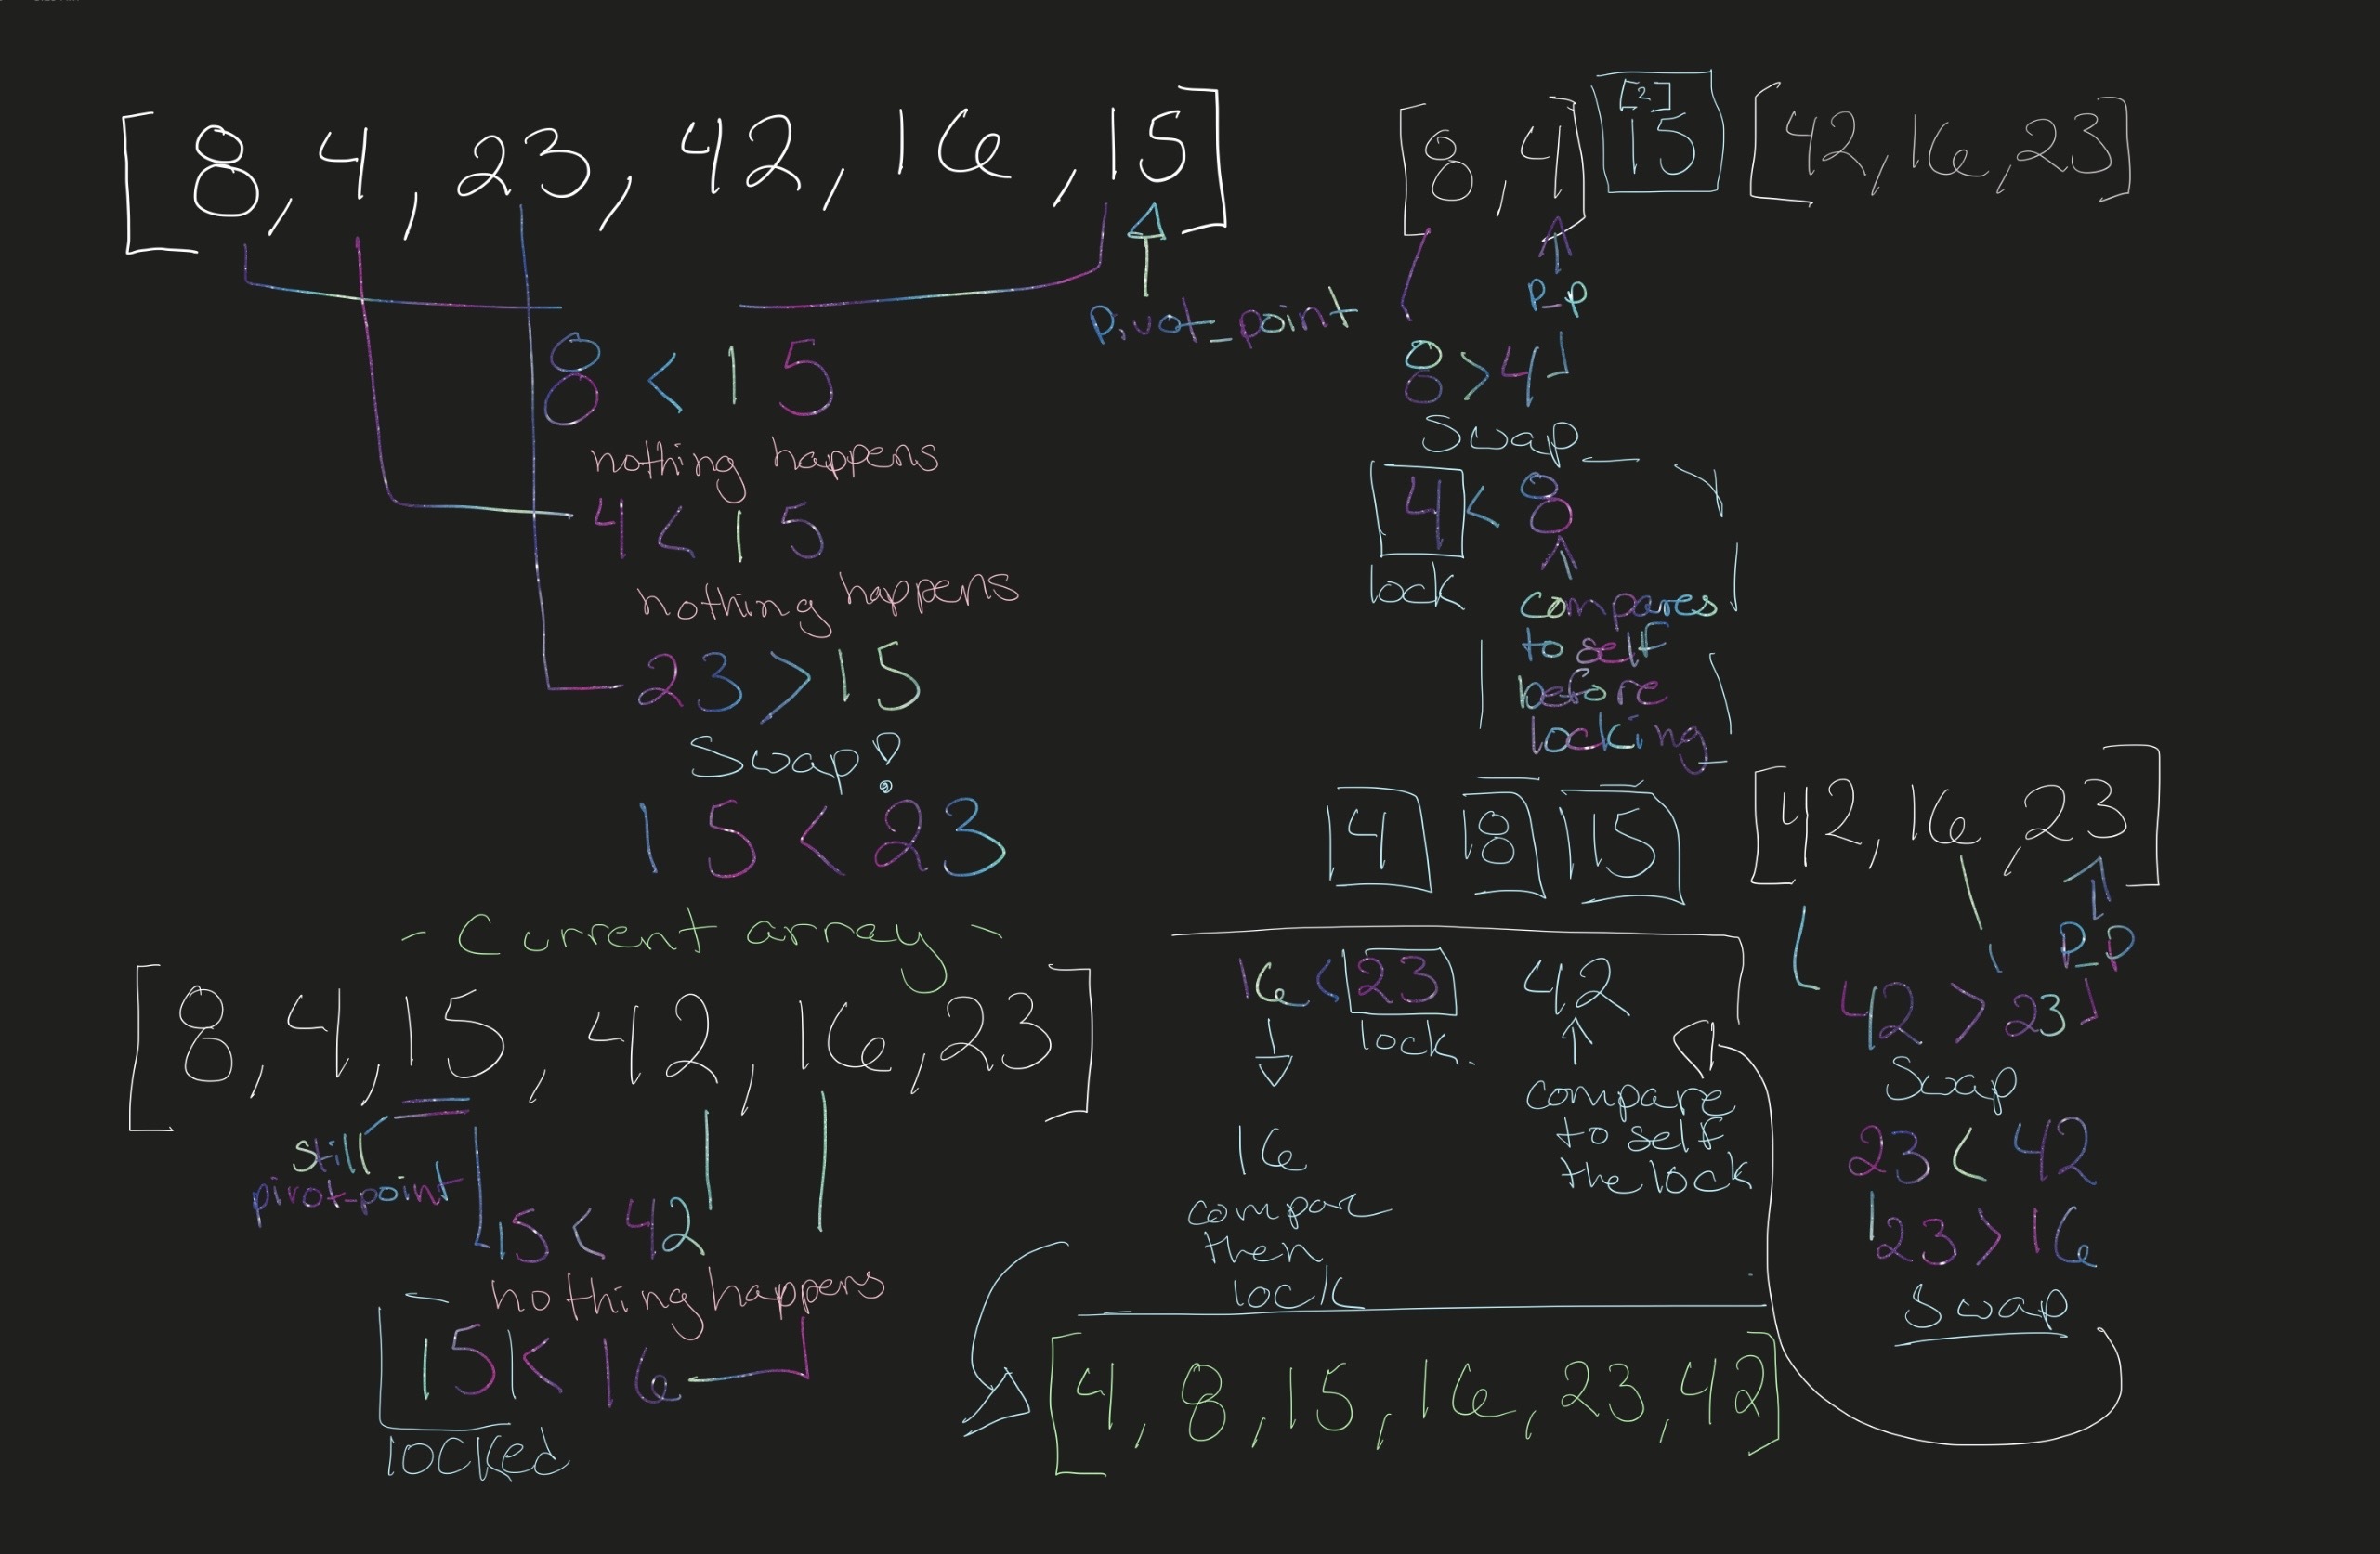 [8, 4, 23, 42, 16, 15]
pivot_point
8 < 15
nothing happens
4 < 15
nothing happens
23 > 15
Swap!
15 < 23
- Current array -
[8, 4, 15, 42, 16, 23]
still
pivot-point
15 < 42
nothing happens
15 < 16
locked
[8, 4] [2] 15 [42, 16, 23]
P_P
8 > 4
Swap
4 < 8
lock
compares
to self
before
locking
4 8 15
[42, 16, 23]
P_P
42 > 23
Swap
23 < 42
23 > 16
Swap
16 < 23 42
lock
16
compare
then
lock
compare
to self
the lock
[4, 8, 15, 16, 23, 42]